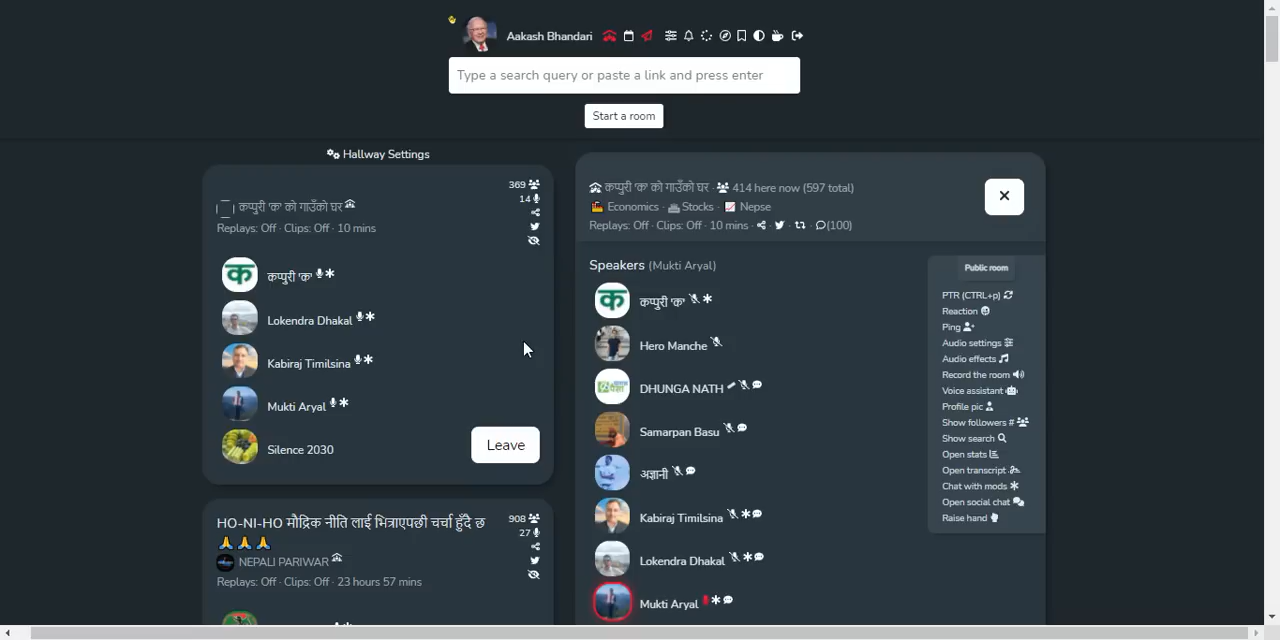 Aakash Bhandari
Type a search query or paste a link and press enter
Start a room
Hallway Settings
369
14
कप्पुरी 'क' को गाउँको घर
Replays: Off · Clips: Off · 10 mins
क
कप्पुरी 'क'
Lokendra Dhakal
Kabiraj Timilsina
Mukti Aryal
Silence 2030
Leave
HO-NI-HO मौद्रिक नीति लाई भित्राएपछी चर्चा हुँदै छ
🙏🙏🙏
908
27
NEPALI PARIWAR
Replays: Off · Clips: Off · 23 hours 57 mins
कप्पुरी 'क' को गाउँको घर · 414 here now (597 total)
Economics · Stocks · Nepse
Replays: Off · Clips: Off · 10 mins · (100)
Speakers (Mukti Aryal)
क
कप्पुरी 'क'
Hero Manche
DHUNGA NATH
Samarpan Basu
अज्ञानी
Kabiraj Timilsina
Lokendra Dhakal
Mukti Aryal
Public room
PTR (CTRL+p)
Reaction
Ping
Audio settings
Audio effects
Record the room
Voice assistant
Profile pic
Show followers #
Show search
Open stats
Open transcript
Chat with mods
Open social chat
Raise hand